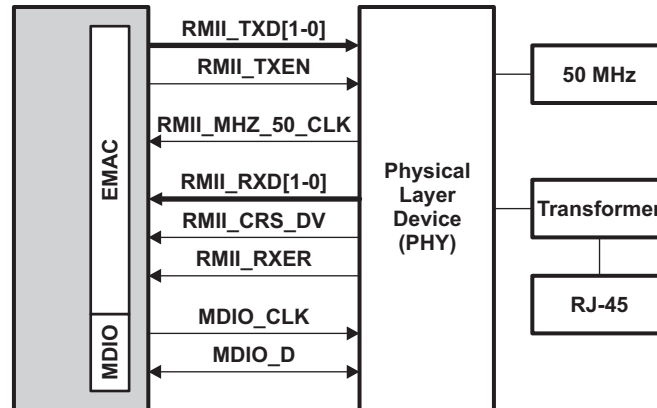 RMII_TXD[1-0]
RMII_TXEN
RMII_MHZ_50_CLK
RMII_RXD[1-0]
RMII_CRS_DV
RMII_RXER
MDIO_CLK
MDIO_D
EMAC
MDIO
Physical
Layer
Device
(PHY)
50 MHz
Transformer
RJ-45